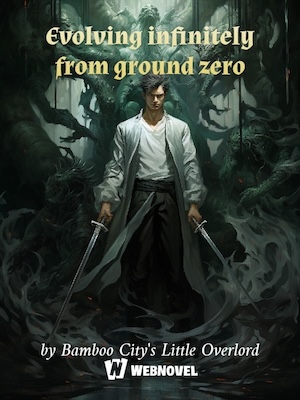 Evolving infinitely
from ground zero
by Bamboo City's Little Overlord
W WEBNOVEL